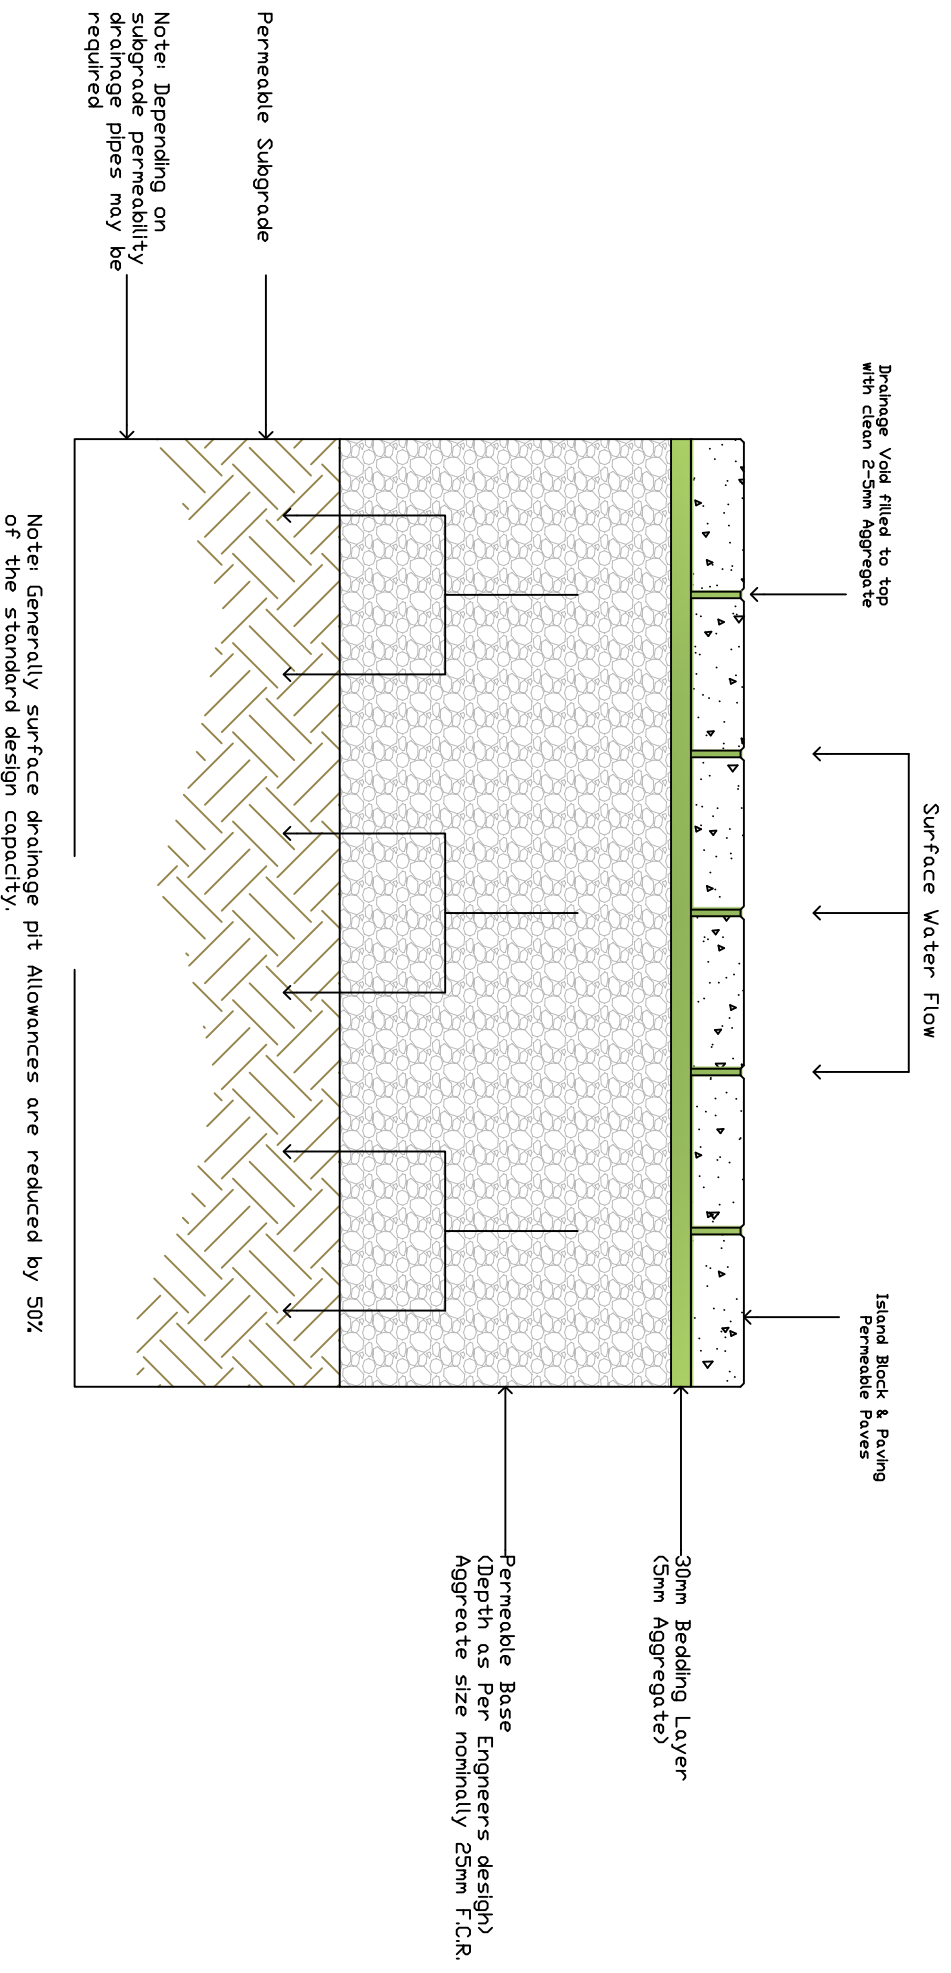 Surface Water Flow
Drainage Void filled to top
with clean 2-5mm Aggregate
Island Block & Paving
Permeable Paves
30mm Bedding Layer
(5mm Aggregate)
Permeable Base
(Depth as Per Engneers desigh)
Aggreate size nominally 25mm F.C.R.
Permeable Subgrade
Note: Depending on
subgrade permeability
drainage pipes may be
required
Note: Generally surface drainage pit Allowances are reduced by 50%
of the standard design capacity.